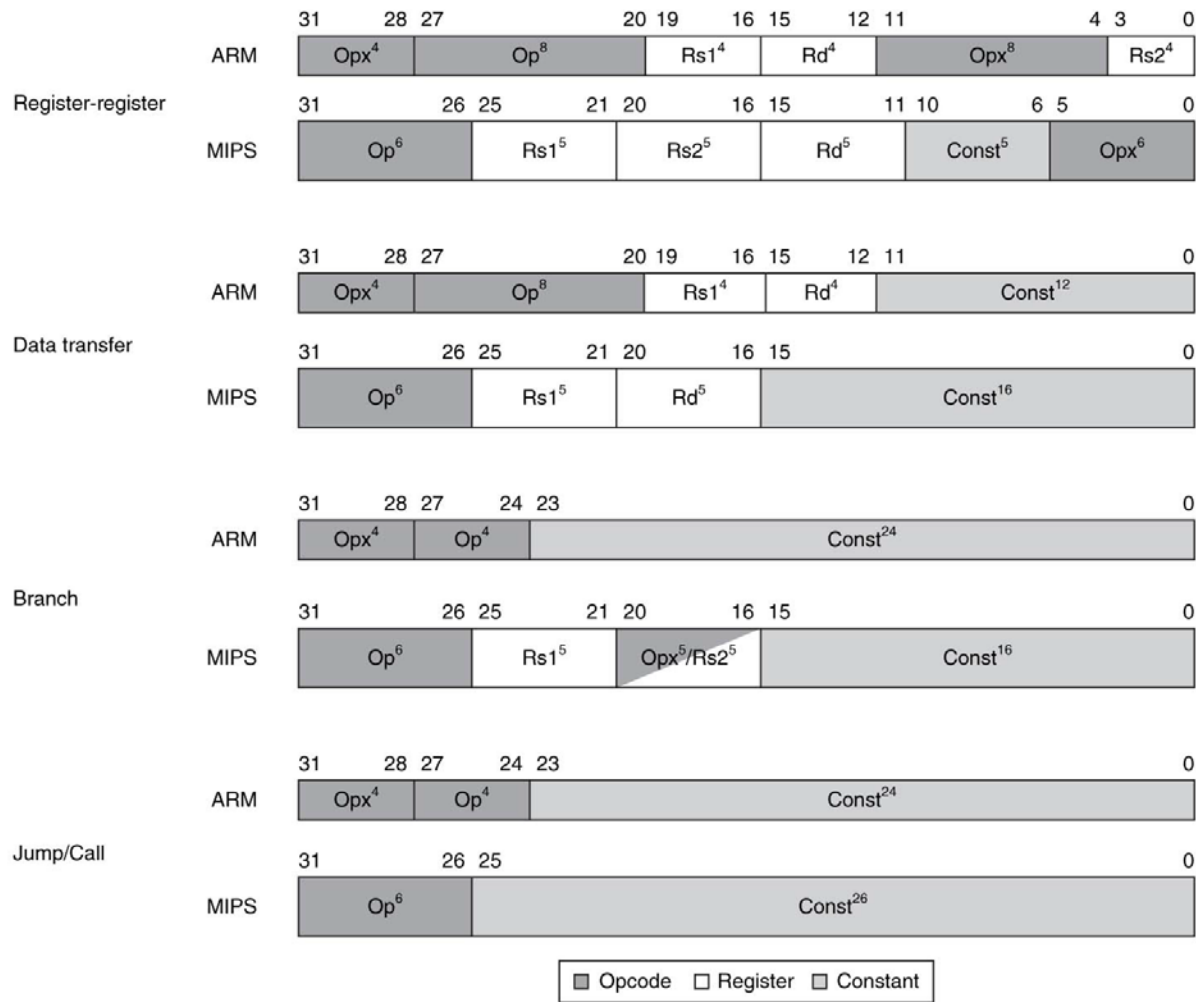 31 28 27 20 19 16 15 12 11 4 3 0
ARM Opx⁴ Op⁸ Rs1⁴ Rd⁴ Opx⁸ Rs2⁴
Register-register
31 26 25 21 20 16 15 11 10 6 5 0
MIPS Op⁶ Rs1⁵ Rs2⁵ Rd⁵ Const⁵ Opx⁶
31 28 27 20 19 16 15 12 11 0
ARM Opx⁴ Op⁸ Rs1⁴ Rd⁴ Const¹²
Data transfer
31 26 25 21 20 16 15 0
MIPS Op⁶ Rs1⁵ Rd⁵ Const¹⁶
31 28 27 24 23 0
ARM Opx⁴ Op⁴ Const²⁴
Branch
31 26 25 21 20 16 15 0
MIPS Op⁶ Rs1⁵ Opx⁵/Rs2⁵ Const¹⁶
31 28 27 24 23 0
ARM Opx⁴ Op⁴ Const²⁴
Jump/Call
31 26 25 0
MIPS Op⁶ Const²⁶
Opcode Register Constant